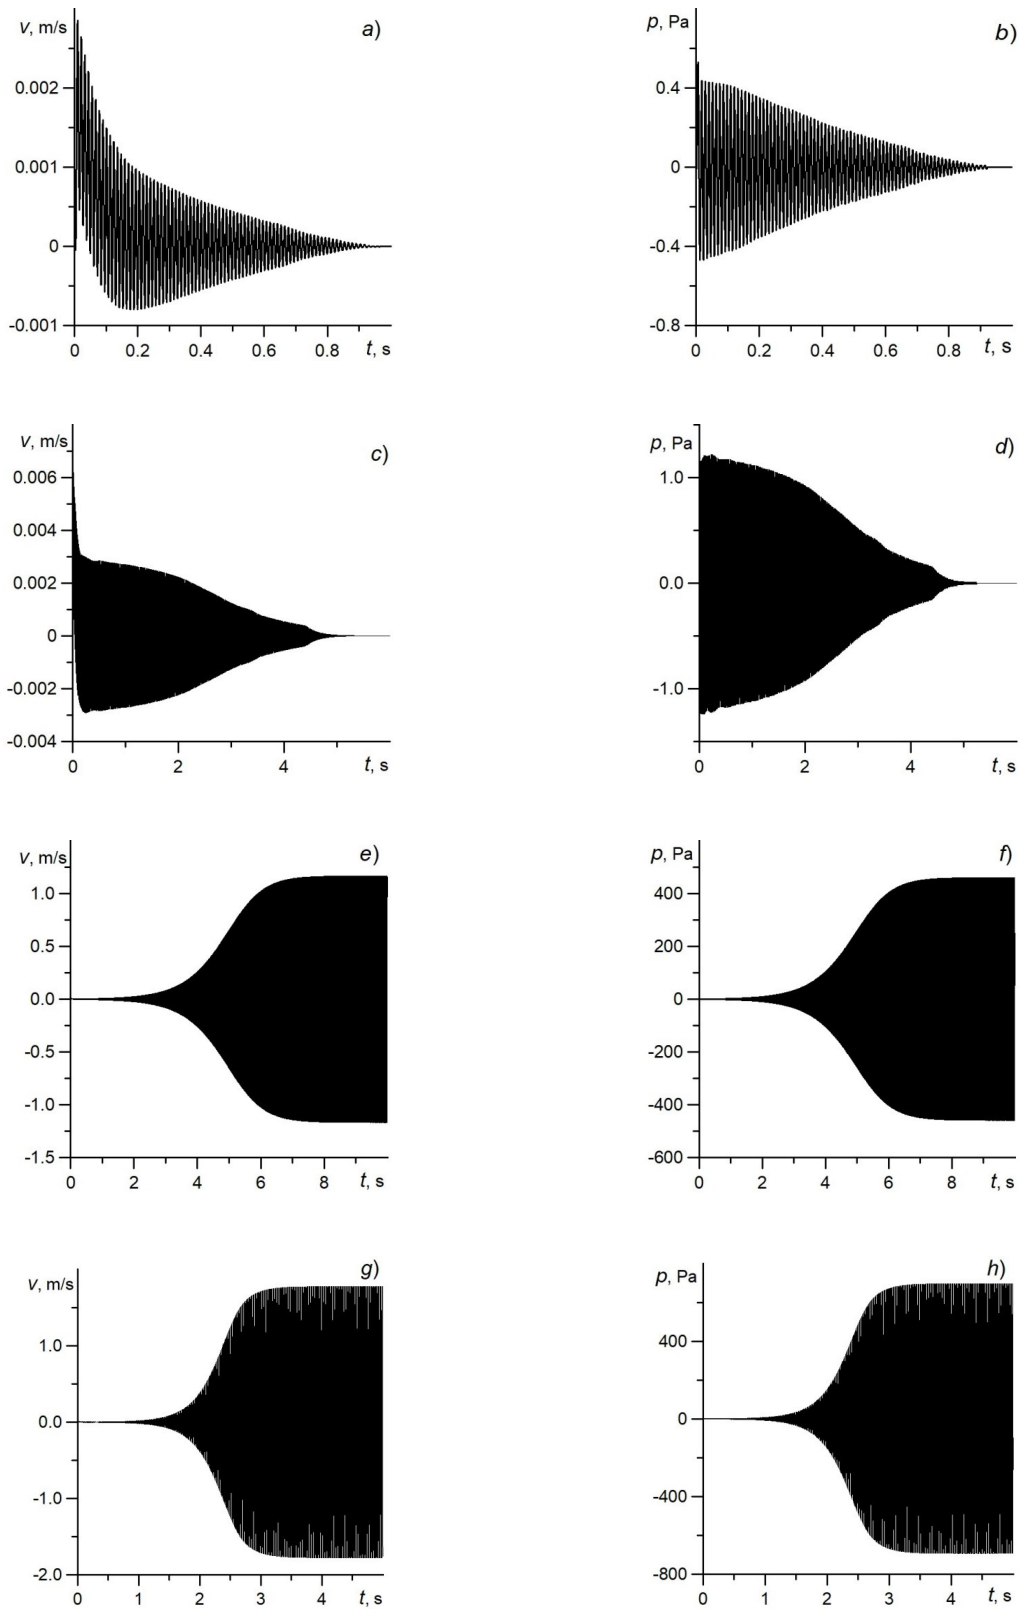 v, m/s
a)
0.002
0.001
0
-0.001
0 0.2 0.4 0.6 0.8 t, s
p, Pa
b)
0.4
0
-0.4
-0.8
0 0.2 0.4 0.6 0.8 t, s
v, m/s
c)
0.006
0.004
0.002
0
-0.002
-0.004
0 2 4 t, s
p, Pa
d)
1.0
0.0
-1.0
0 2 4 t, s
v, m/s
e)
1.0
0.5
0.0
-0.5
-1.0
-1.5
0 2 4 6 8 t, s
p, Pa
f)
400
200
0
-200
-400
-600
0 2 4 6 8 t, s
v, m/s
g)
1.0
0.0
-1.0
-2.0
0 1 2 3 4 t, s
p, Pa
h)
400
0
-400
-800
0 1 2 3 4 t, s